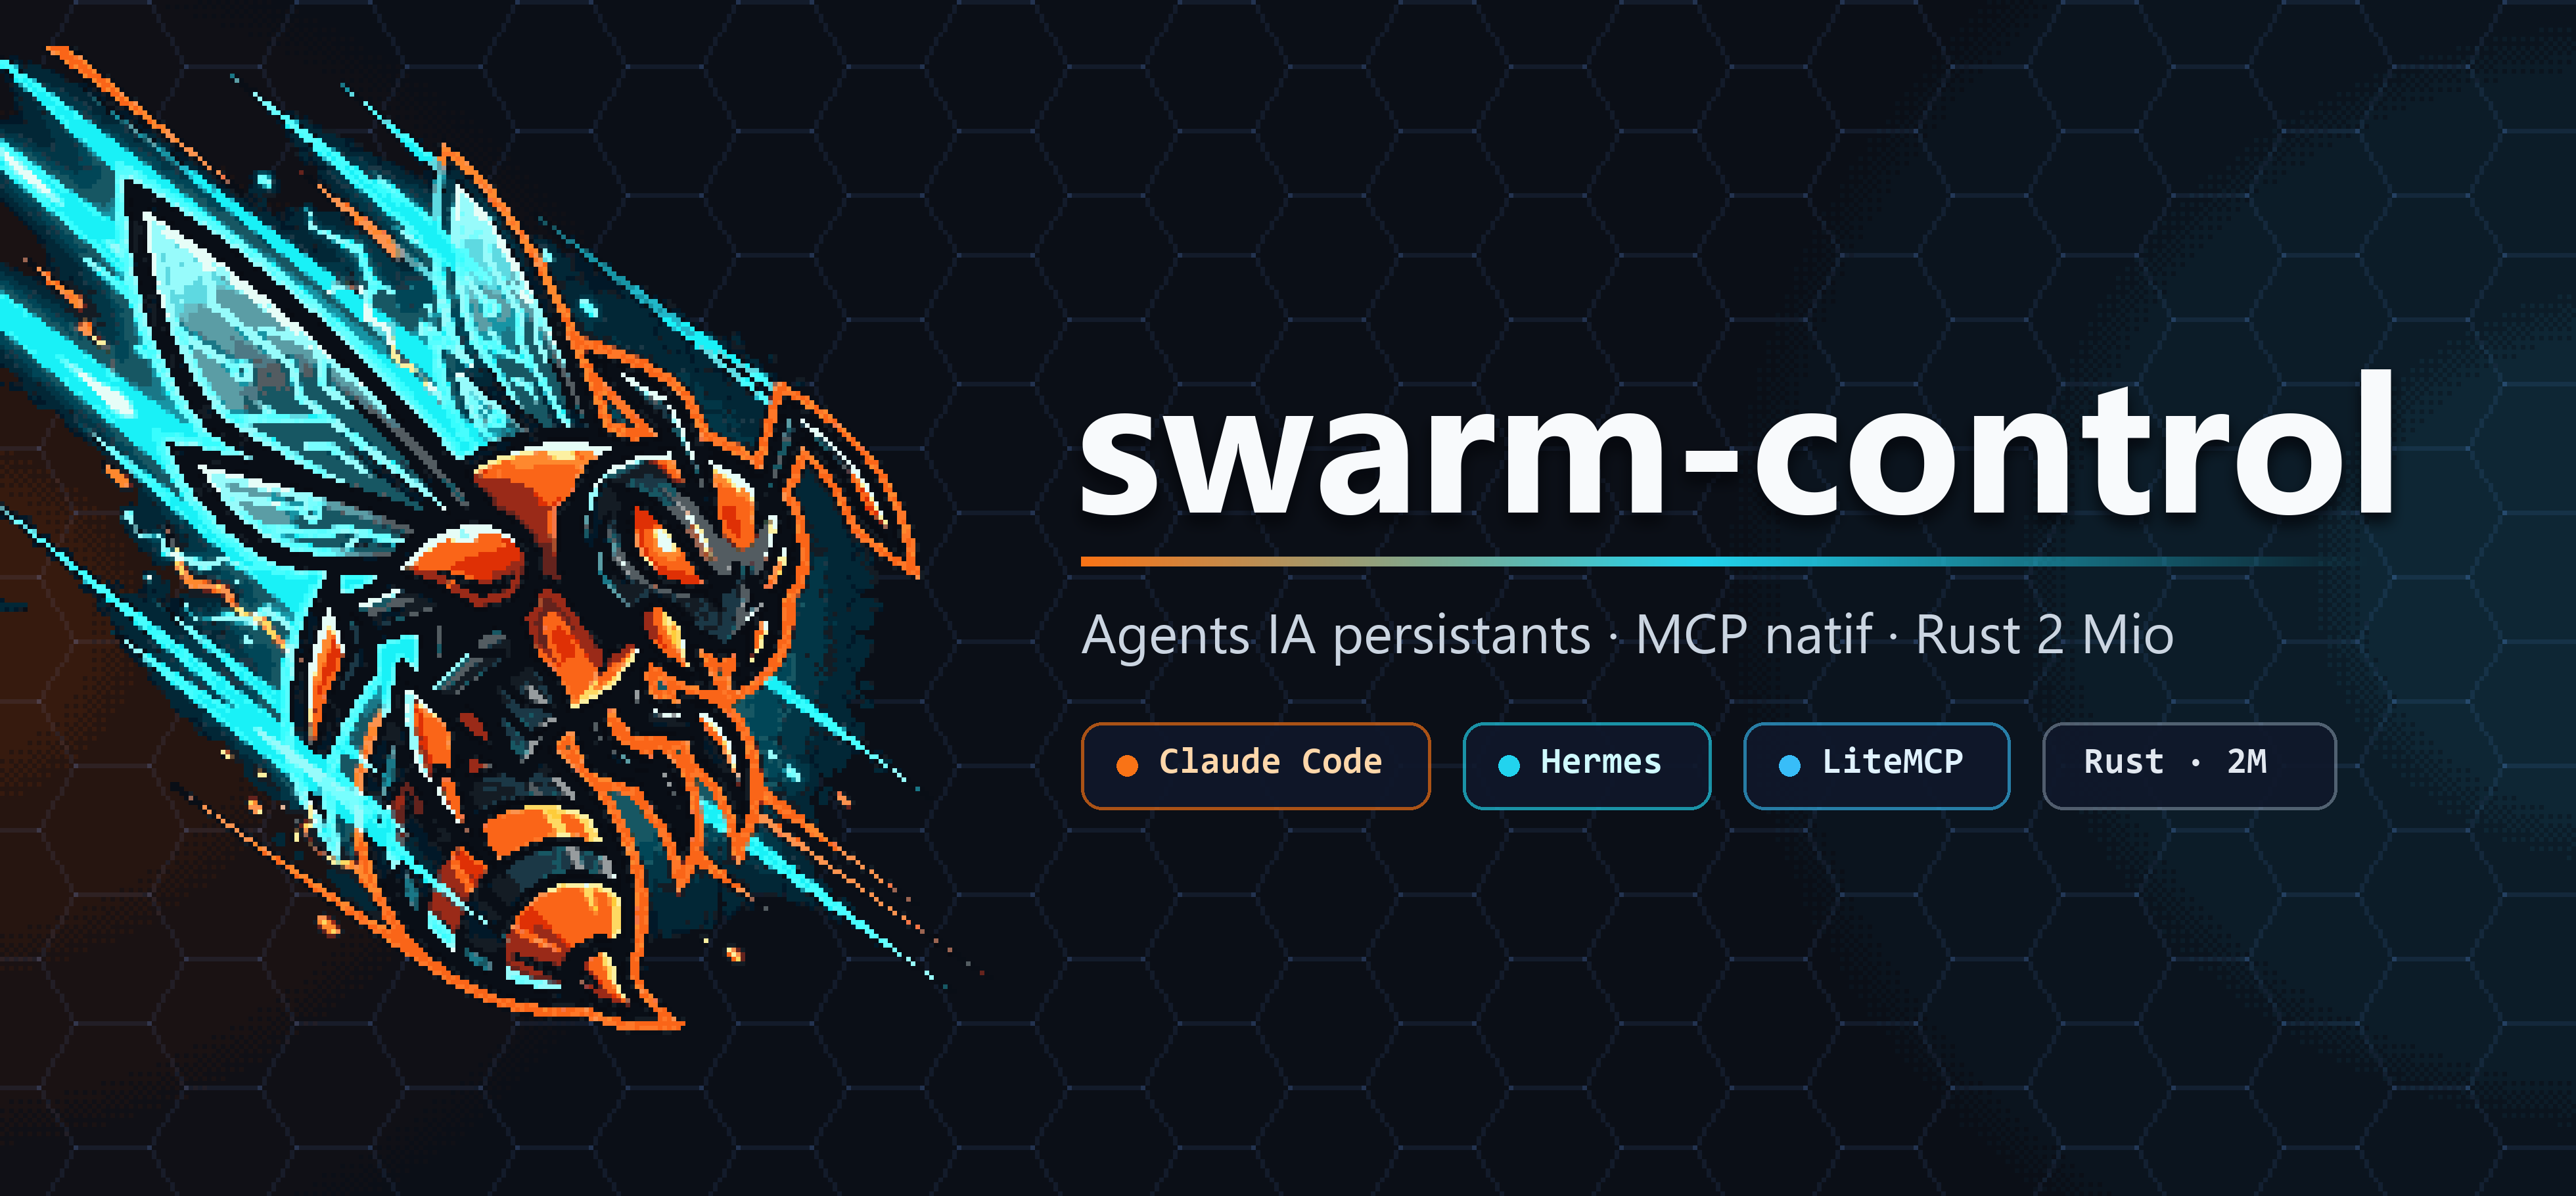 swarm-control
Agents IA persistants · MCP natif · Rust 2 Mio
Claude Code
Hermes
LiteMCP
Rust · 2M